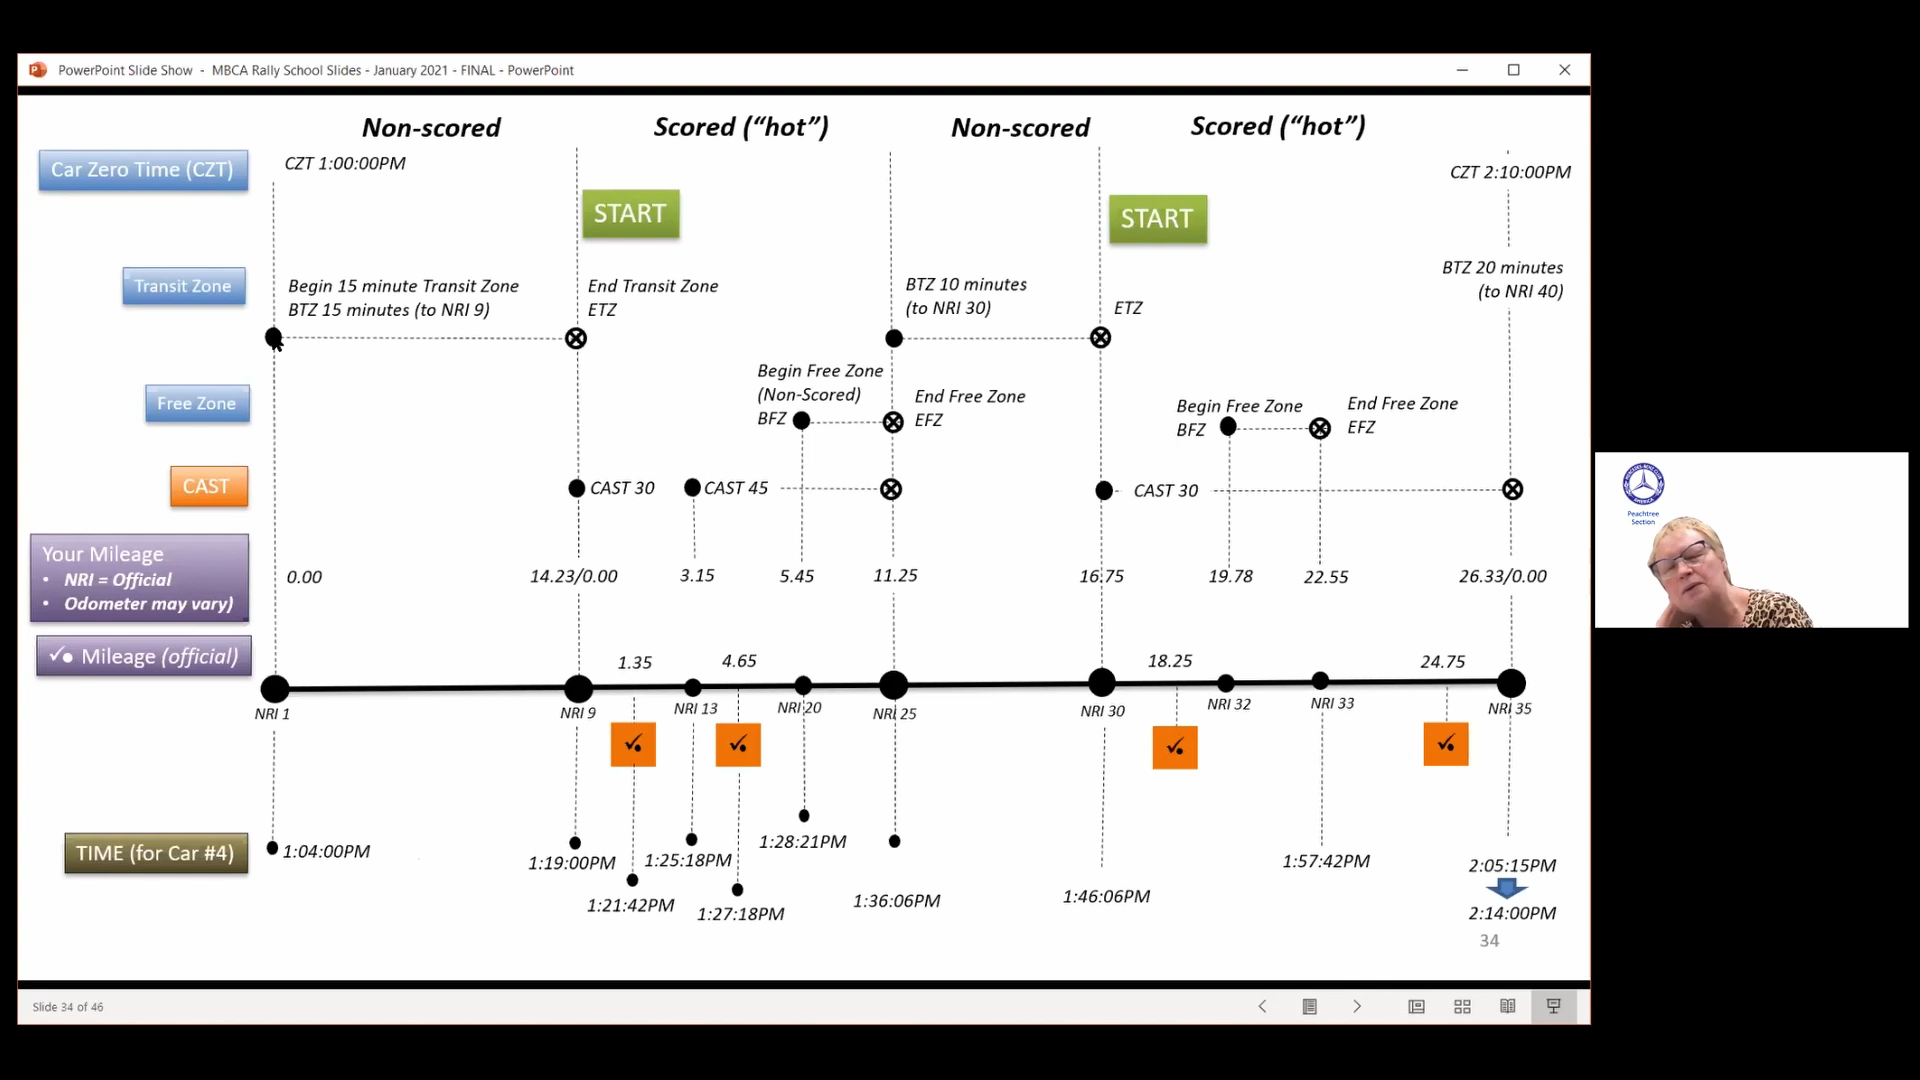 PowerPoint Slide Show - MBCA Rally School Slides - January 2021 - FINAL - PowerPoint
Non-scored
Scored (“hot”)
Non-scored
Scored (“hot”)
Car Zero Time (CZT)
CZT 1:00:00PM
CZT 2:10:00PM
START
START
Transit Zone
Begin 15 minute Transit Zone
BTZ 15 minutes (to NRI 9)
End Transit Zone
ETZ
BTZ 10 minutes
(to NRI 30)
ETZ
BTZ 20 minutes
(to NRI 40)
Free Zone
Begin Free Zone
(Non-Scored)
BFZ
End Free Zone
EFZ
Begin Free Zone
BFZ
End Free Zone
EFZ
CAST
CAST 30
CAST 45
CAST 30
Your Mileage
• NRI = Official
• Odometer may vary)
0.00
14.23/0.00
3.15
5.45
11.25
16.75
19.78
22.55
26.33/0.00
✓● Mileage (official)
1.35
4.65
18.25
24.75
NRI 1
NRI 9
NRI 13
NRI 20
NRI 25
NRI 30
NRI 32
NRI 33
NRI 35
TIME (for Car #4)
1:04:00PM
1:19:00PM
1:21:42PM
1:25:18PM
1:27:18PM
1:28:21PM
1:36:06PM
1:46:06PM
1:57:42PM
2:05:15PM
2:14:00PM
34
Slide 34 of 46
Peachtree
Section